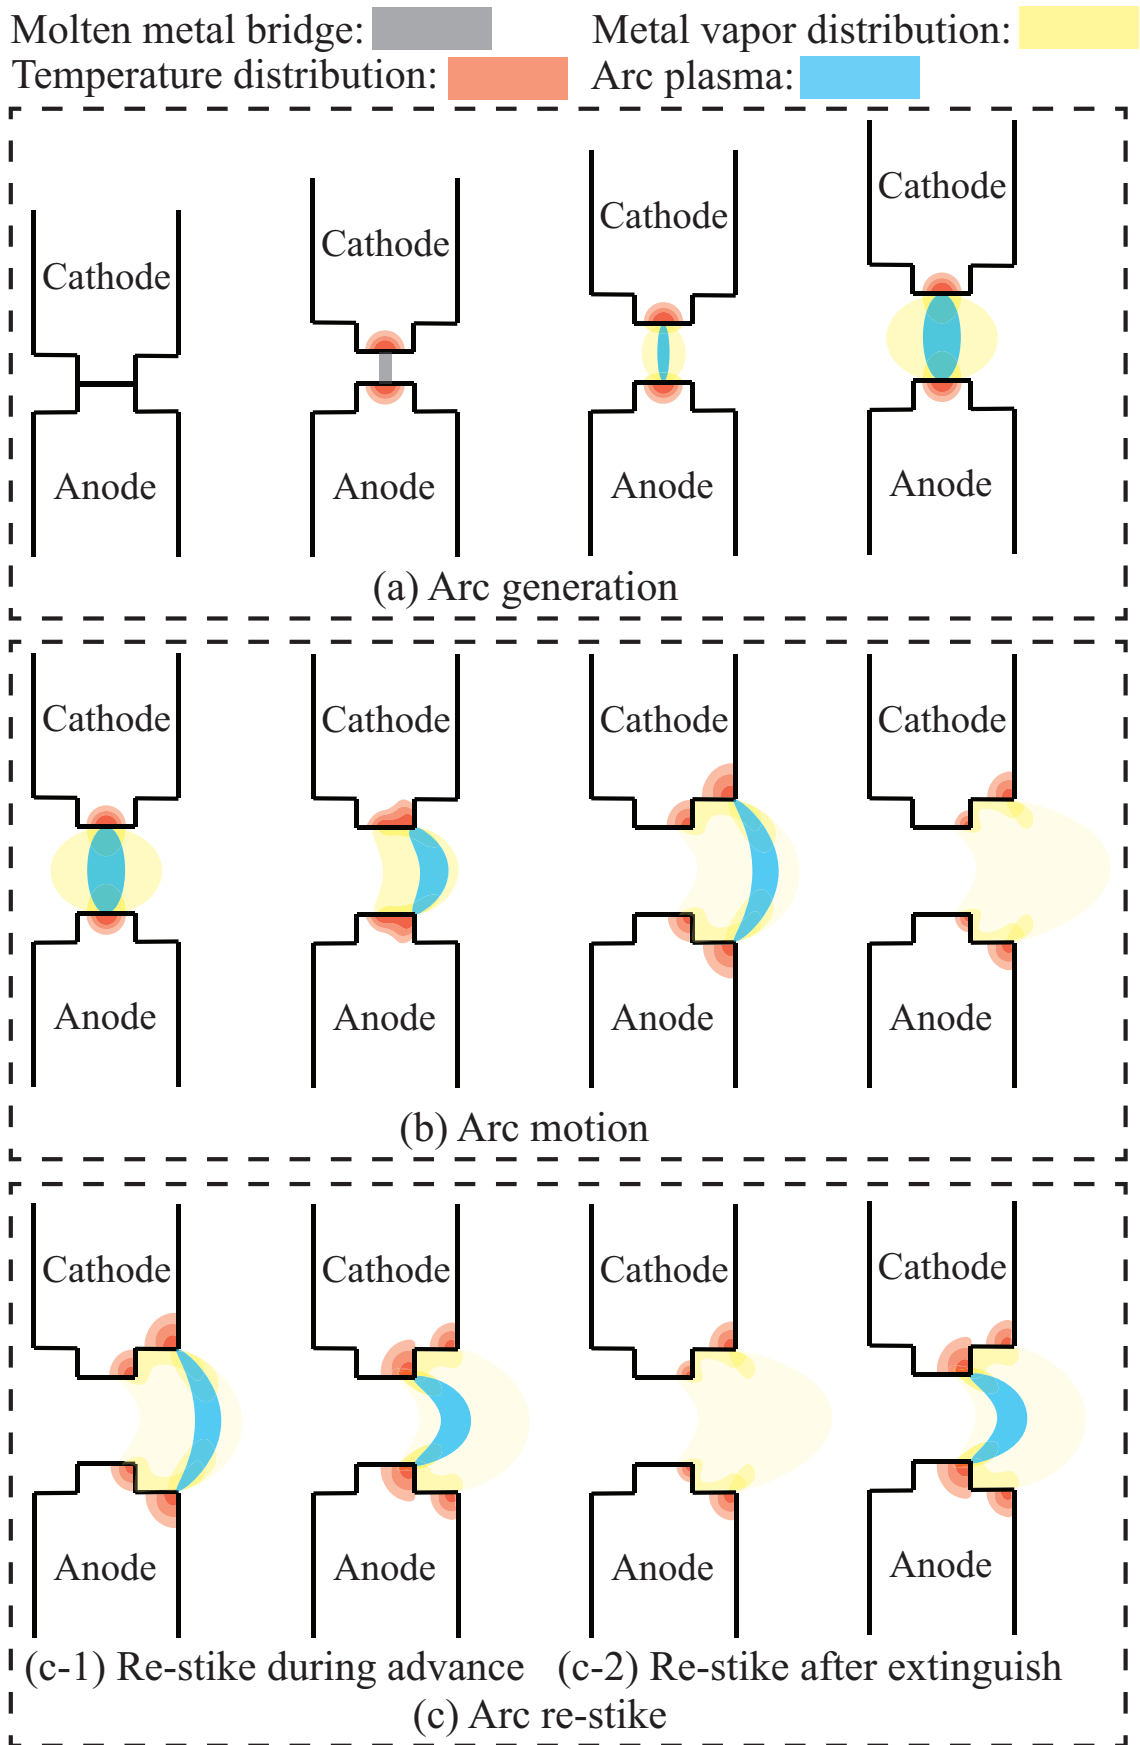 Molten metal bridge: Metal vapor distribution:
Temperature distribution: Arc plasma:
Cathode Cathode Cathode Cathode
Anode Anode Anode Anode
(a) Arc generation
Cathode Cathode Cathode Cathode
Anode Anode Anode Anode
(b) Arc motion
Cathode Cathode Cathode Cathode
Anode Anode Anode Anode
(c-1) Re-stike during advance (c-2) Re-stike after extinguish
(c) Arc re-stike